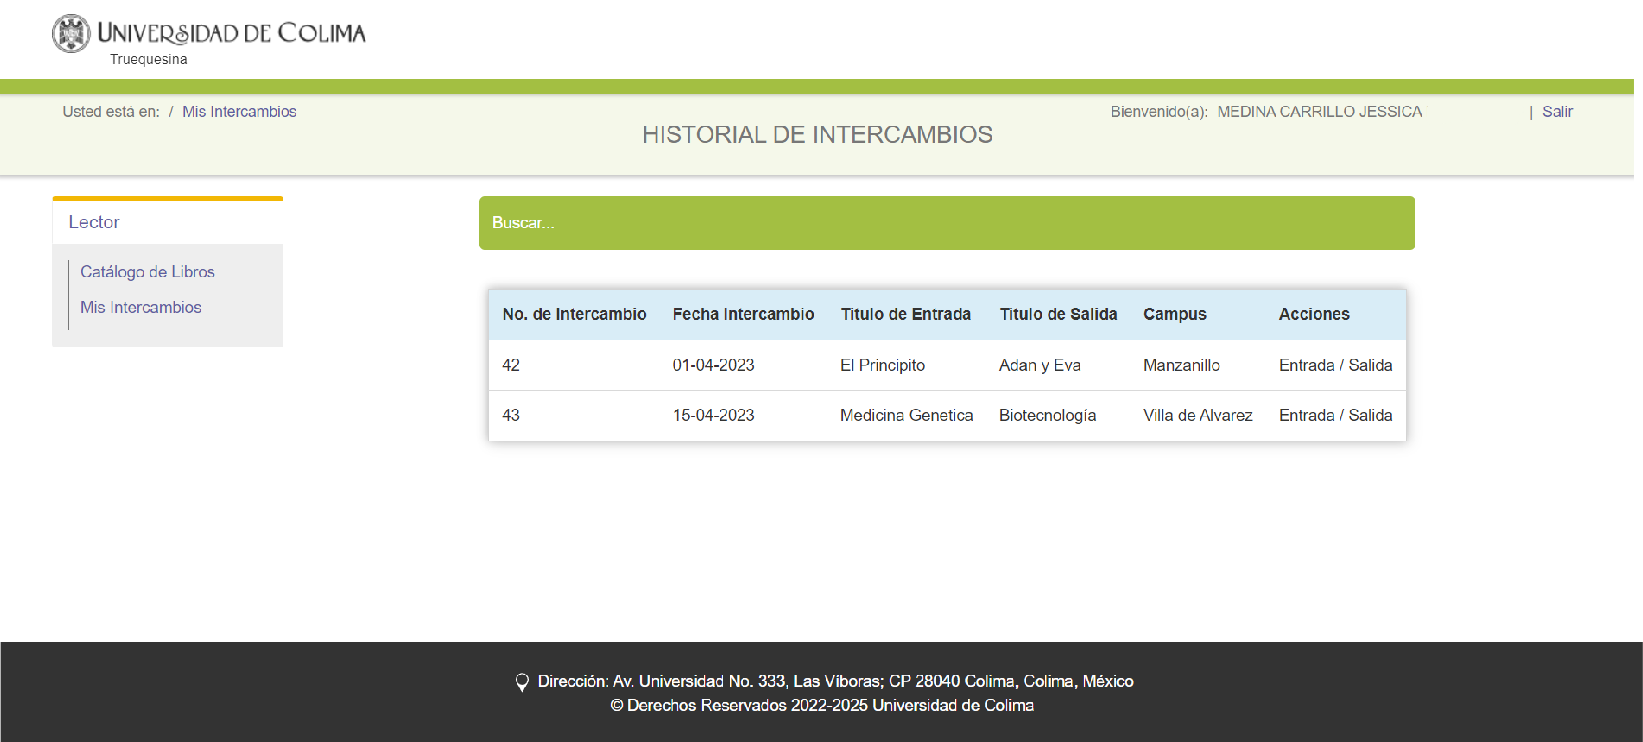 UNIVERSIDAD DE COLIMA
Truequesina
Usted está en: / Mis Intercambios
Bienvenido(a): MEDINA CARRILLO JESSICA | Salir
HISTORIAL DE INTERCAMBIOS
Lector
Catálogo de Libros
Mis Intercambios
Buscar...
No. de Intercambio Fecha Intercambio Titulo de Entrada Titulo de Salida Campus Acciones
42 01-04-2023 El Principito Adan y Eva Manzanillo Entrada / Salida
43 15-04-2023 Medicina Genetica Biotecnología Villa de Alvarez Entrada / Salida
Dirección: Av. Universidad No. 333, Las Víboras; CP 28040 Colima, Colima, México
© Derechos Reservados 2022-2025 Universidad de Colima